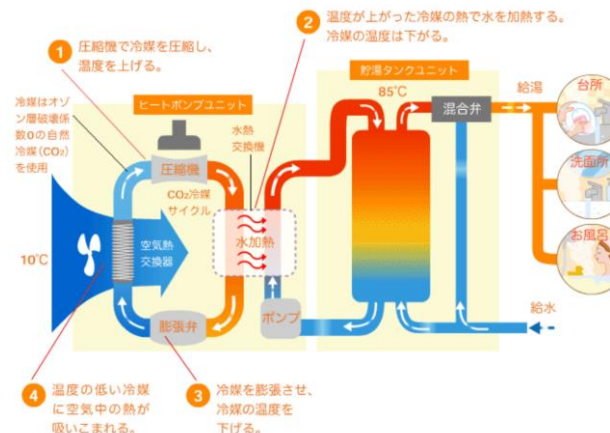 1 圧縮機で冷媒を圧縮し、
温度を上げる。
2 温度が上がった冷媒の熱で水を加熱する。
冷媒の温度は下がる。
冷媒はオゾ
ン層破壊係
数0の自然
冷媒(CO₂)
を使用
ヒートポンプユニット
水熱
交換機
圧縮機
CO₂冷媒
サイクル
水加熱
空気熱
交換器
10℃
膨張弁
ポンプ
貯湯タンクユニット
85℃
混合弁
給湯
台所
洗面所
お風呂
給水
4 温度の低い冷媒
に空気中の熱が
吸いこまれる。
3 冷媒を膨張させ、
冷媒の温度を
下げる。